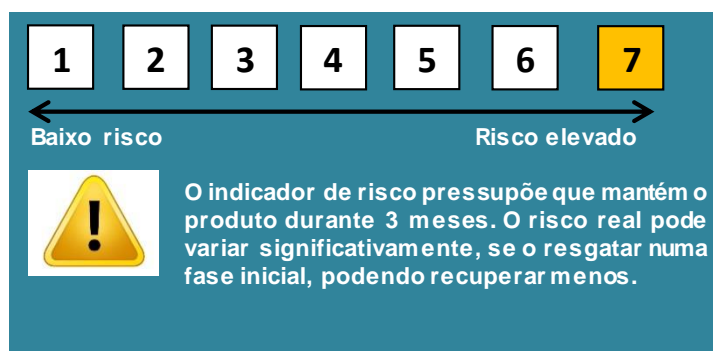 1 2 3 4 5 6 7
Baixo risco Risco elevado
O indicador de risco pressupõe que mantém o
produto durante 3 meses. O risco real pode
variar significativamente, se o resgatar numa
fase inicial, podendo recuperar menos.